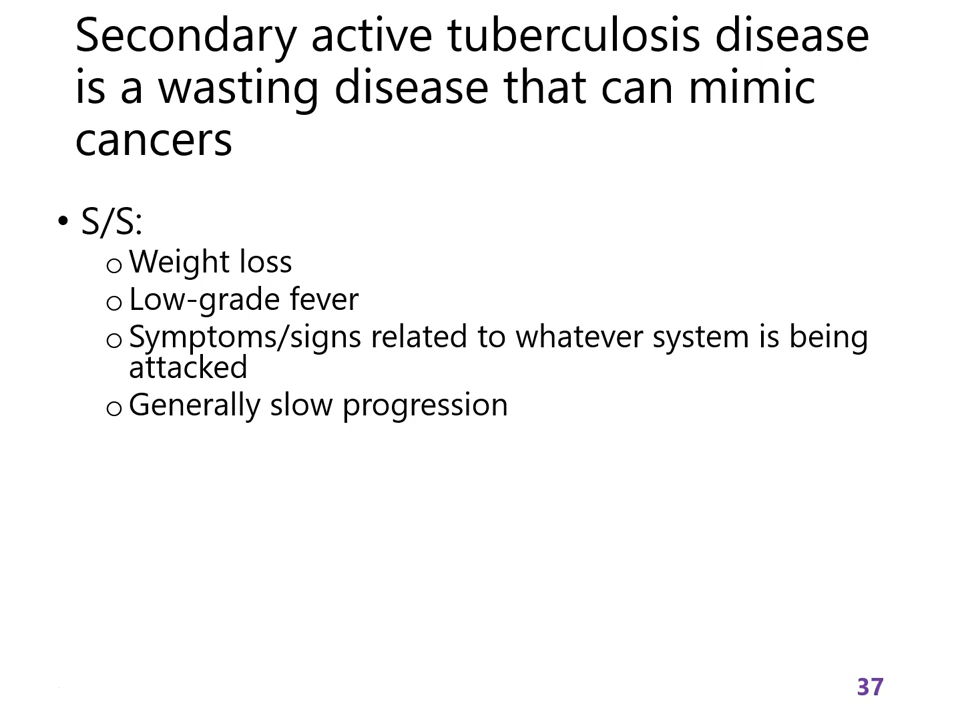 Secondary active tuberculosis disease
is a wasting disease that can mimic
cancers
• S/S:
o Weight loss
o Low-grade fever
o Symptoms/signs related to whatever system is being
attacked
o Generally slow progression
37